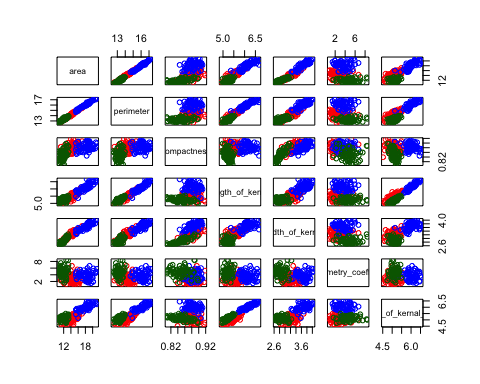 13 16 5.0 6.5 2 6
area
12
17
13
perimeter
ompactnes
0.82
5.0
gth_of_ker
dth_of_kern
4.0
2.6
8
2
metry_coef
_of_kernal
6.5
4.5
12 18 0.82 0.92 2.6 3.6 4.5 6.0